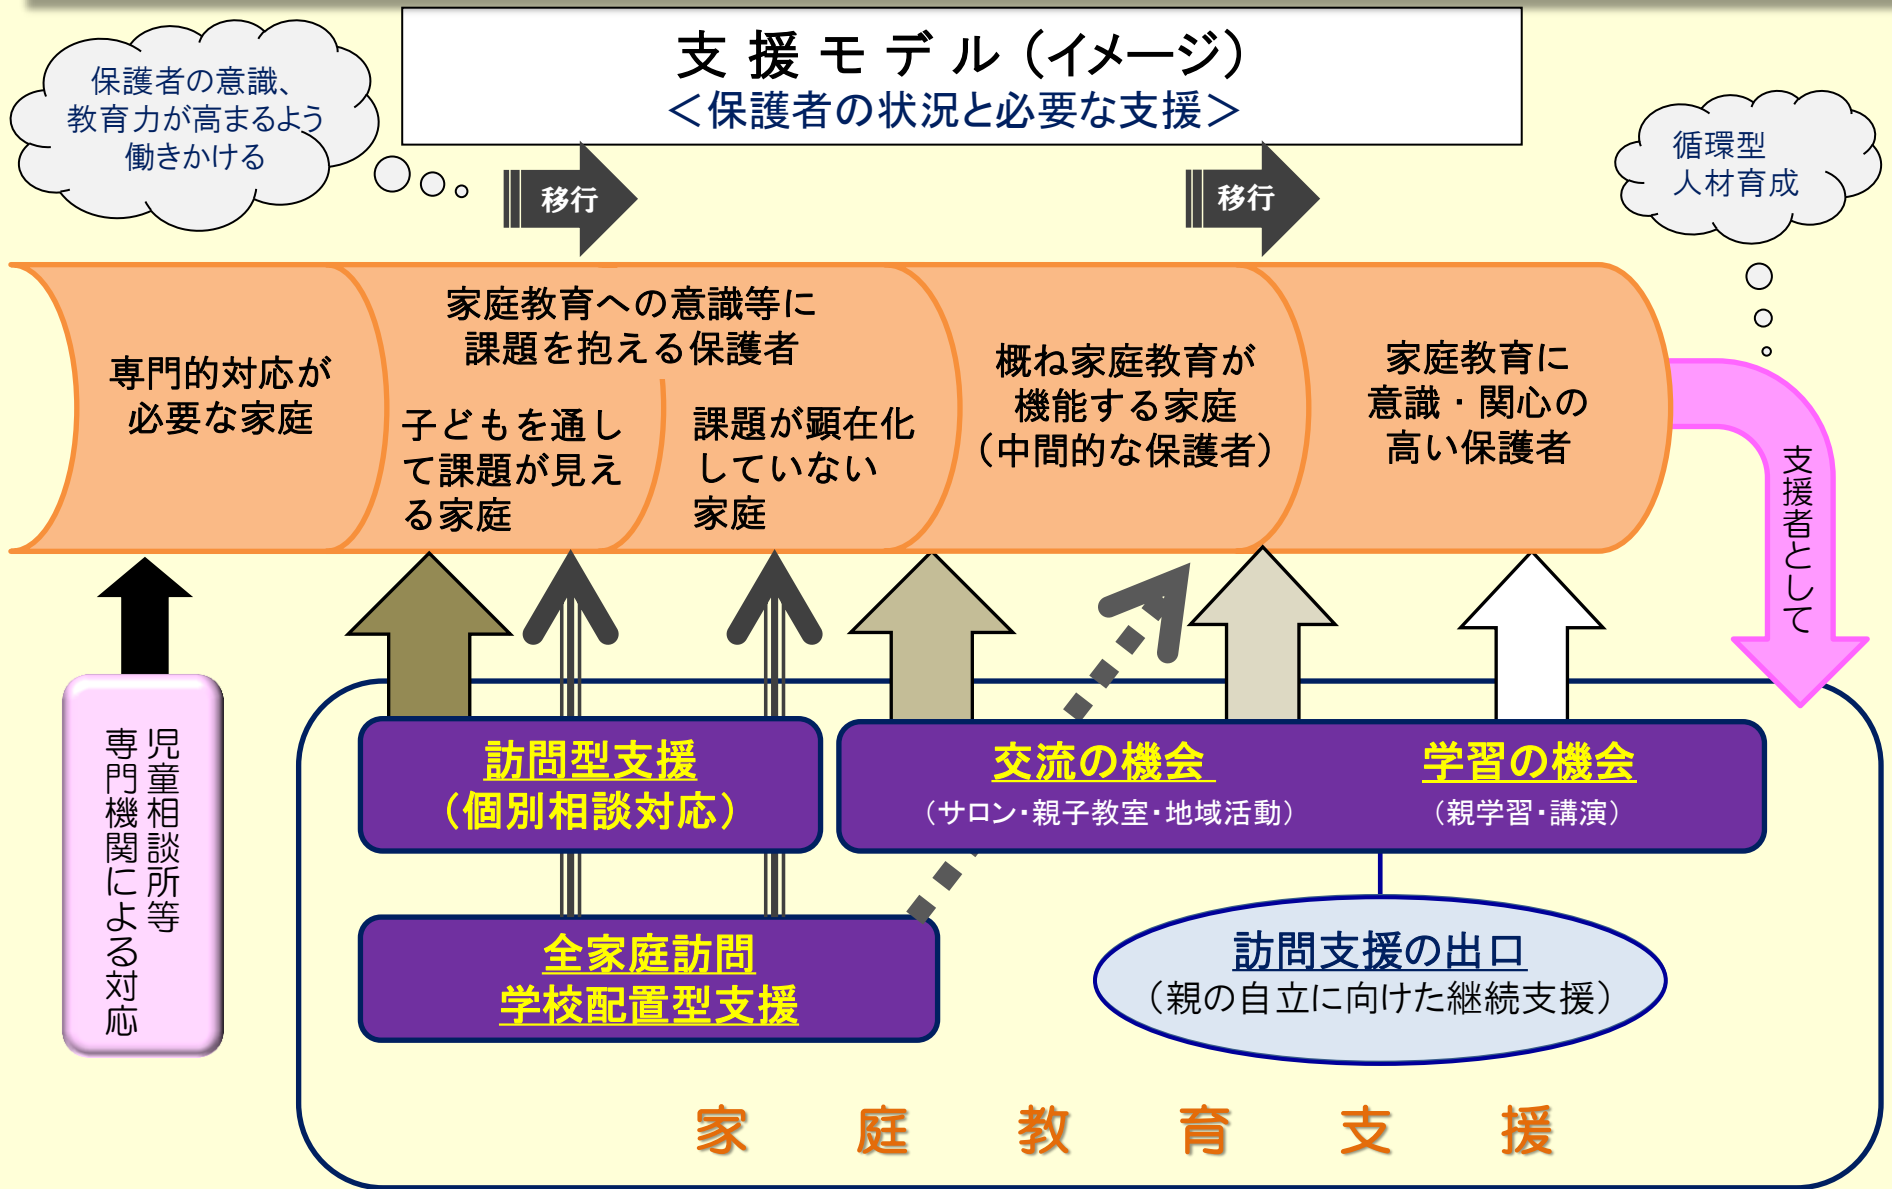 支援モデル（イメージ）
＜保護者の状況と必要な支援＞
保護者の意識、
教育力が高まるよう
働きかける
移行
移行
循環型
人材育成
専門的対応が
必要な家庭
家庭教育への意識等に
課題を抱える保護者
子どもを通し
て課題が見え
る家庭
課題が顕在化
していない
家庭
概ね家庭教育が
機能する家庭
（中間的な保護者）
家庭教育に
意識・関心の
高い保護者
支援者として
児童相談所等
専門機関による対応
訪問型支援
（個別相談対応）
交流の機会
（サロン・親子教室・地域活動）
学習の機会
（親学習・講演）
全家庭訪問
学校配置型支援
訪問支援の出口
（親の自立に向けた継続支援）
家庭教育支援